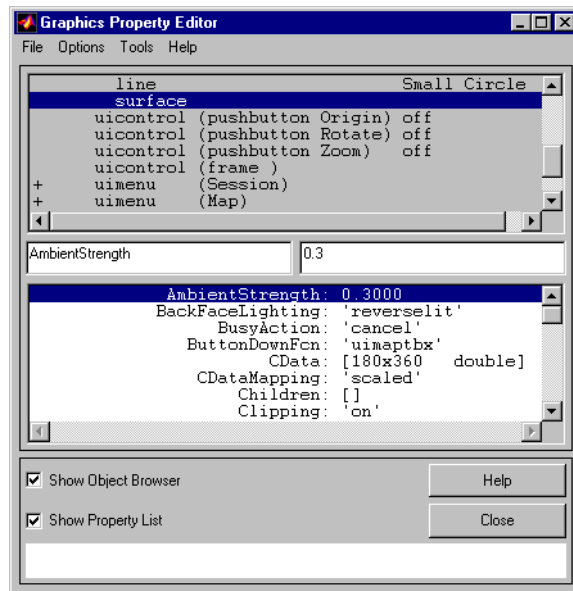 Graphics Property Editor
File Options Tools Help
line Small Circle
surface
uicontrol (pushbutton Origin) off
uicontrol (pushbutton Rotate) off
uicontrol (pushbutton Zoom) off
uicontrol (frame )
+ uimenu (Session)
+ uimenu (Map)
AmbientStrength 0.3
AmbientStrength: 0.3000
BackFaceLighting: 'reverselit'
BusyAction: 'cancel'
ButtonDownFcn: 'uimaptbx'
CData: [180x360 double]
CDataMapping: 'scaled'
Children: []
Clipping: 'on'
Show Object Browser Help
Show Property List Close